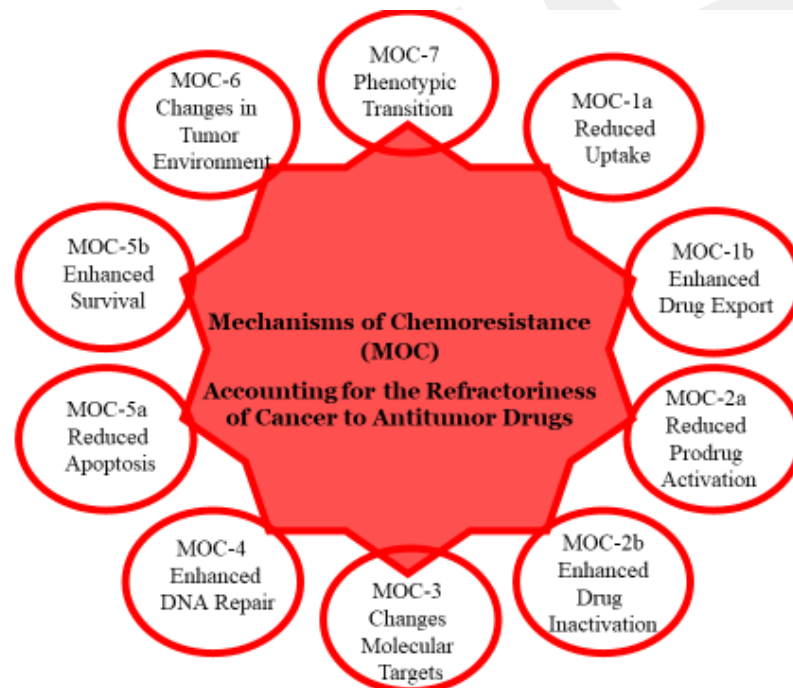 MOC-7
Phenotypic
Transition
MOC-1a
Reduced
Uptake
MOC-1b
Enhanced
Drug Export
MOC-2a
Reduced
Prodrug
Activation
MOC-2b
Enhanced
Drug
Inactivation
MOC-3
Changes
Molecular
Targets
MOC-4
Enhanced
DNA Repair
MOC-5a
Reduced
Apoptosis
MOC-5b
Enhanced
Survival
MOC-6
Changes in
Tumor
Environment
Mechanisms of Chemoresistance
(MOC)
Accounting for the Refractoriness
of Cancer to Antitumor Drugs